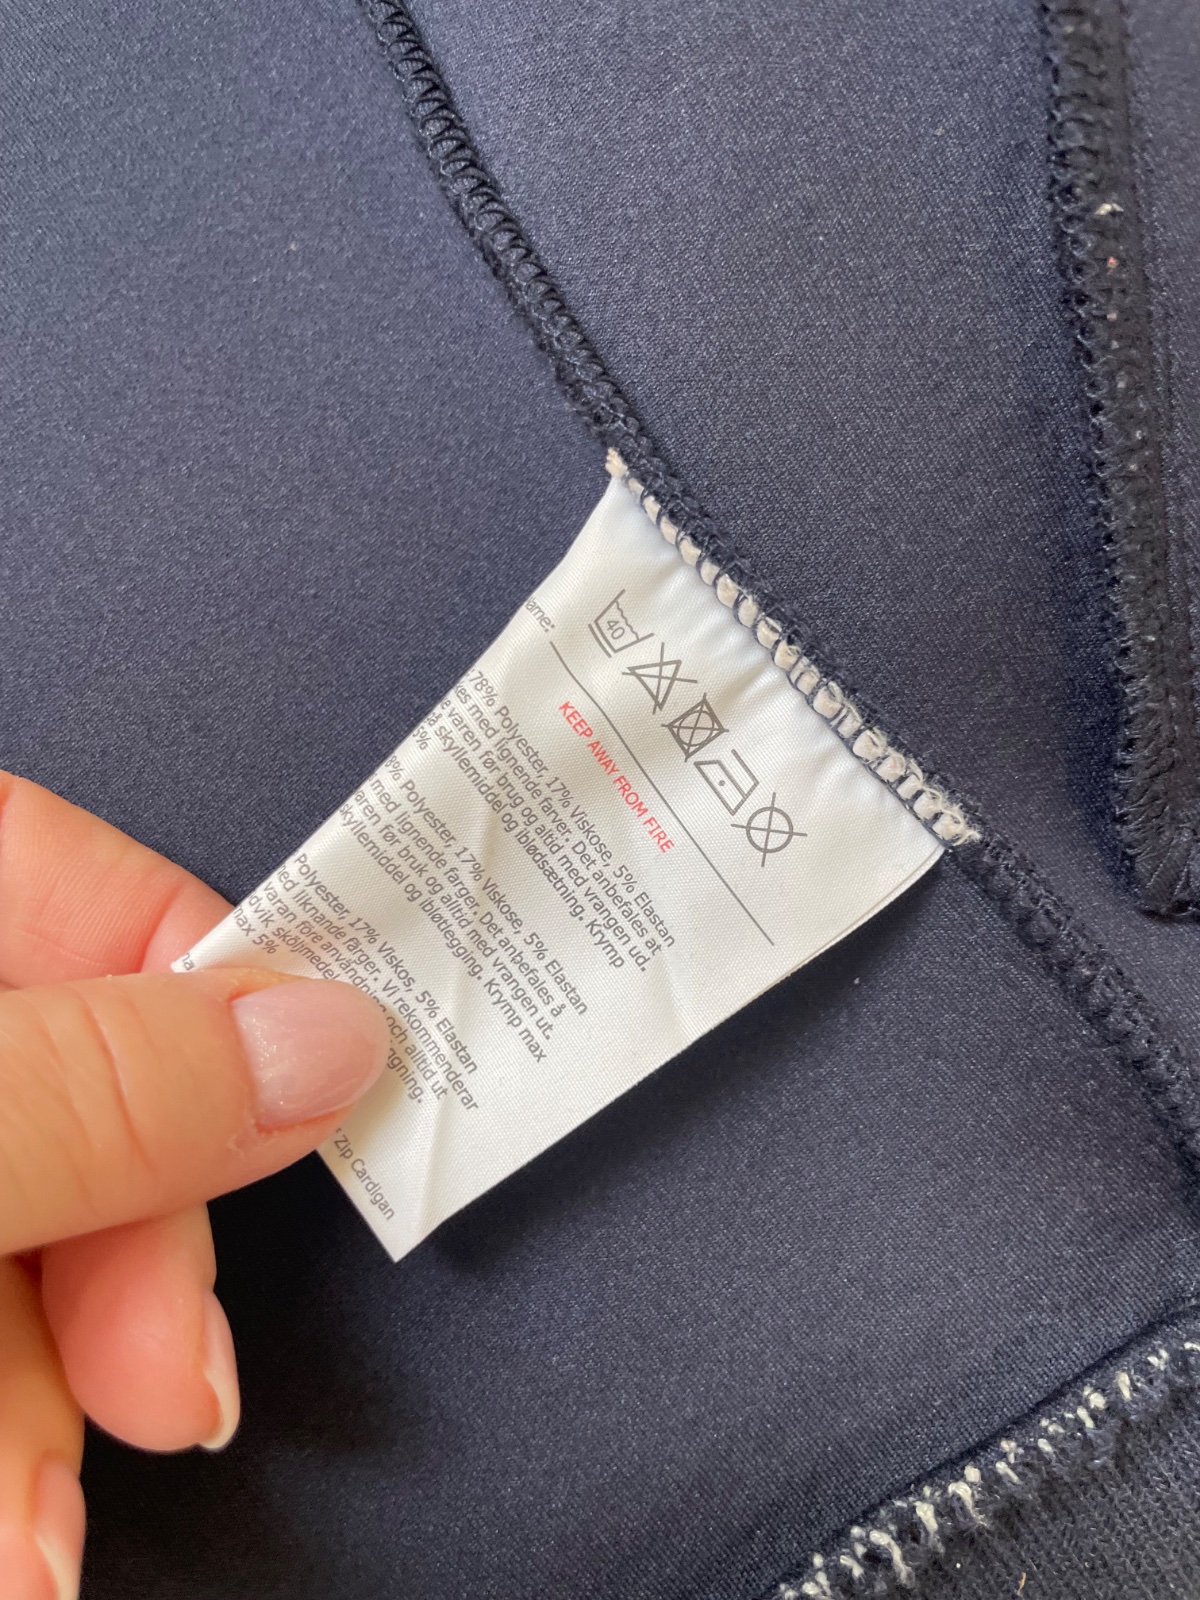 40
KEEP AWAY FROM FIRE
78% Polyester, 17% Viskose, 5% Elastan
med lignende farver. Det anbefales at
varen før brug og altid med vrangen ud.
skyllemiddel og iblødsætning. Krymp
5%
Polyester, 17% Viskose, 5% Elastan
med lignende farger. Det anbefales å
før bruk og alltid med vrangen ut.
skyllemiddel og bløtlegging. Krymp max
Polyester, 17% Viskos, 5% Elastan
med liknande färger. Vi rekommenderar
varan före användning och alltid ut
sköljmedel
max 5%
Zip Cardigan